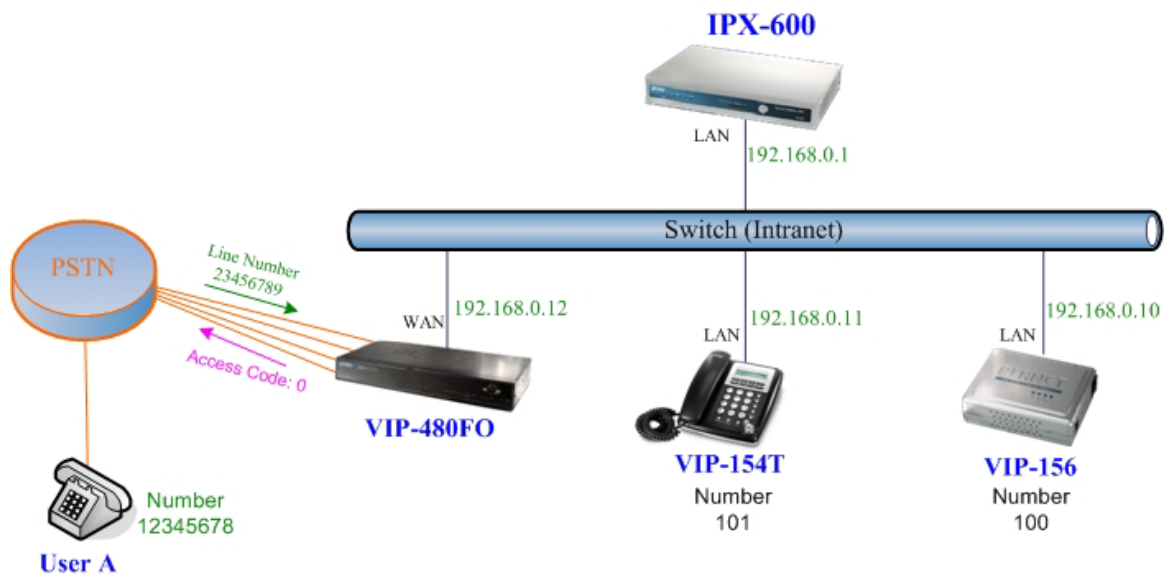 IPX-600
LAN
192.168.0.1
Switch (Intranet)
PSTN
Line Number
23456789
Access Code: 0
WAN
192.168.0.12
VIP-480FO
LAN
192.168.0.11
VIP-154T
Number
101
LAN
192.168.0.10
PLANET
VIP-156
Number
100
Number
12345678
User A